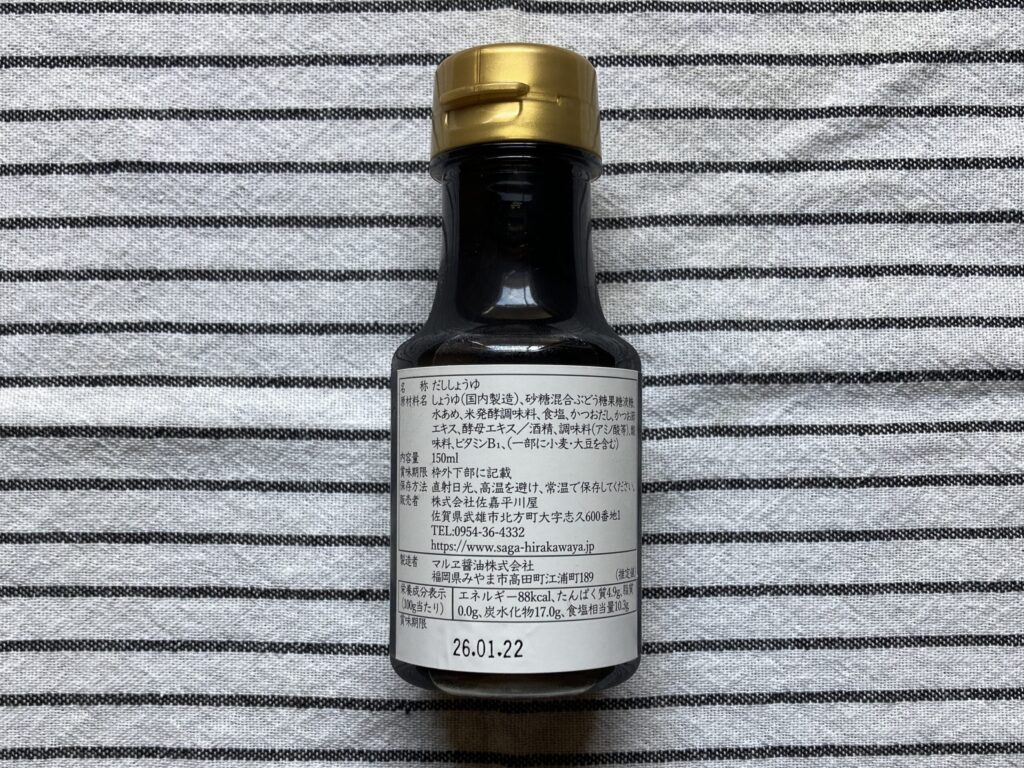 名 称 だししょうゆ
原材料名 しょうゆ(国内製造)、砂糖混合ぶどう糖果糖液糖
水あめ、米発酵調味料、食塩、かつおだし、かつお節
エキス、酵母エキス/酒精、調味料(アミノ酸等)、
味料、ビタミンB₁、(一部に小麦・大豆を含む)
内容量 150ml
賞味期限 枠外下部に記載
保存方法 直射日光、高温を避け、常温で保存してください。
販売者 株式会社佐嘉平川屋
佐賀県武雄市北方町大字志久600番地1
TEL:0954-36-4332
https://www.saga-hirakawaya.jp
製造者 マルヱ醤油株式会社
福岡県みやま市高田町江浦町189 (推定値)
栄養成分表示 エネルギー88kcal、たんぱく質4.9g、脂質
(100g当たり) 0.0g、炭水化物17.0g、食塩相当量10.3g
賞味期限
26.01.22